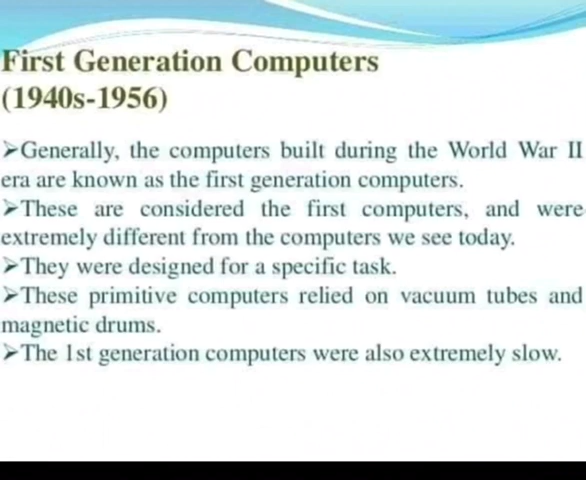 First Generation Computers
(1940s-1956)
➢Generally, the computers built during the World War II
era are known as the first generation computers.
➢These are considered the first computers, and were
extremely different from the computers we see today.
➢They were designed for a specific task.
➢These primitive computers relied on vacuum tubes and
magnetic drums.
➢The 1st generation computers were also extremely slow.